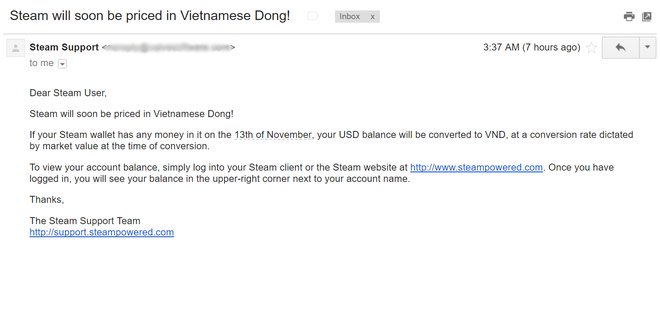 Steam will soon be priced in Vietnamese Dong!
Inbox x
Steam Support
3:37 AM (7 hours ago)
to me
Dear Steam User,
Steam will soon be priced in Vietnamese Dong!
If your Steam wallet has any money in it on the 13th of November, your USD balance will be converted to VND, at a conversion rate dictated
by market value at the time of conversion.
To view your account balance, simply log into your Steam client or the Steam website at http://www.steampowered.com. Once you have
logged in, you will see your balance in the upper-right corner next to your account name.
Thanks,
The Steam Support Team
http://support.steampowered.com